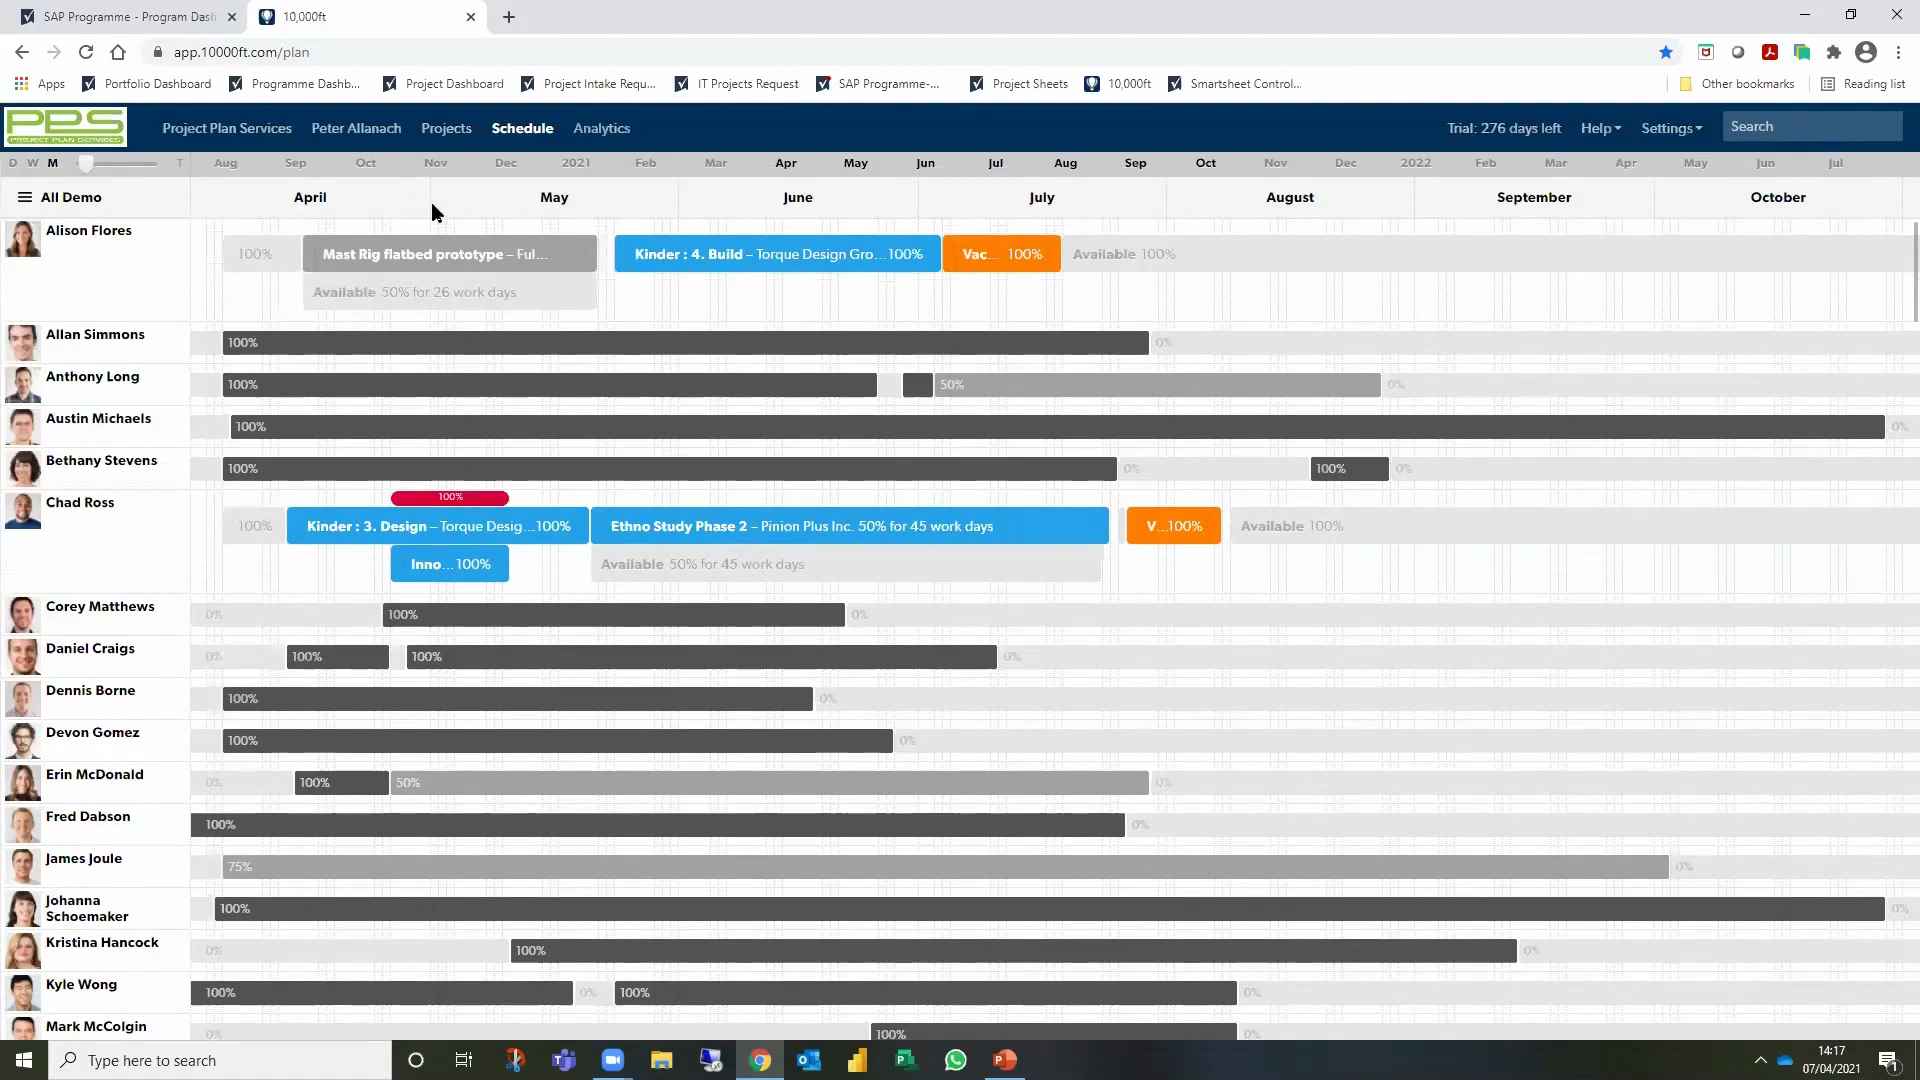 SAP Programme - Program Dash
10,000ft
app.10000ft.com/plan
Apps
Portfolio Dashboard
Programme Dashb...
Project Dashboard
Project Intake Requ...
IT Projects Request
SAP Programme-...
Project Sheets
10,000ft
Smartsheet Control...
Other bookmarks
Reading list
PPS
PROJECT PLAN SERVICES
Project Plan Services
Peter Allanach
Projects
Schedule
Analytics
Trial: 276 days left
Help
Settings
Search
D W M T
Aug Sep Oct Nov Dec 2021 Feb Mar Apr May Jun Jul Aug Sep Oct Nov Dec 2022 Feb Mar Apr May Jun Jul
All Demo
April May June July August September October
Alison Flores
100%
Mast Rig flatbed prototype – Ful...
Kinder : 4. Build – Torque Design Gro...100%
Vac... 100%
Available 100%
Available 50% for 26 work days
Allan Simmons
100% 0%
Anthony Long
100% 50% 0%
Austin Michaels
100% 0%
Bethany Stevens
100% 0% 100% 0%
Chad Ross
100%
100%
Kinder : 3. Design – Torque Desig...100%
Ethno Study Phase 2 – Pinion Plus Inc. 50% for 45 work days
V...100%
Available 100%
Inno... 100%
Available 50% for 45 work days
Corey Matthews
0% 100% 0%
Daniel Craigs
0% 100% 100% 0%
Dennis Borne
100% 0%
Devon Gomez
100% 0%
Erin McDonald
0% 100% 50% 0%
Fred Dabson
100% 0%
James Joule
75% 0%
Johanna
Schoemaker
100% 0%
Kristina Hancock
0% 100% 0%
Kyle Wong
100% 0% 100% 0%
Mark McColgin
0% 100% 0%
Type here to search
14:17
07/04/2021
1